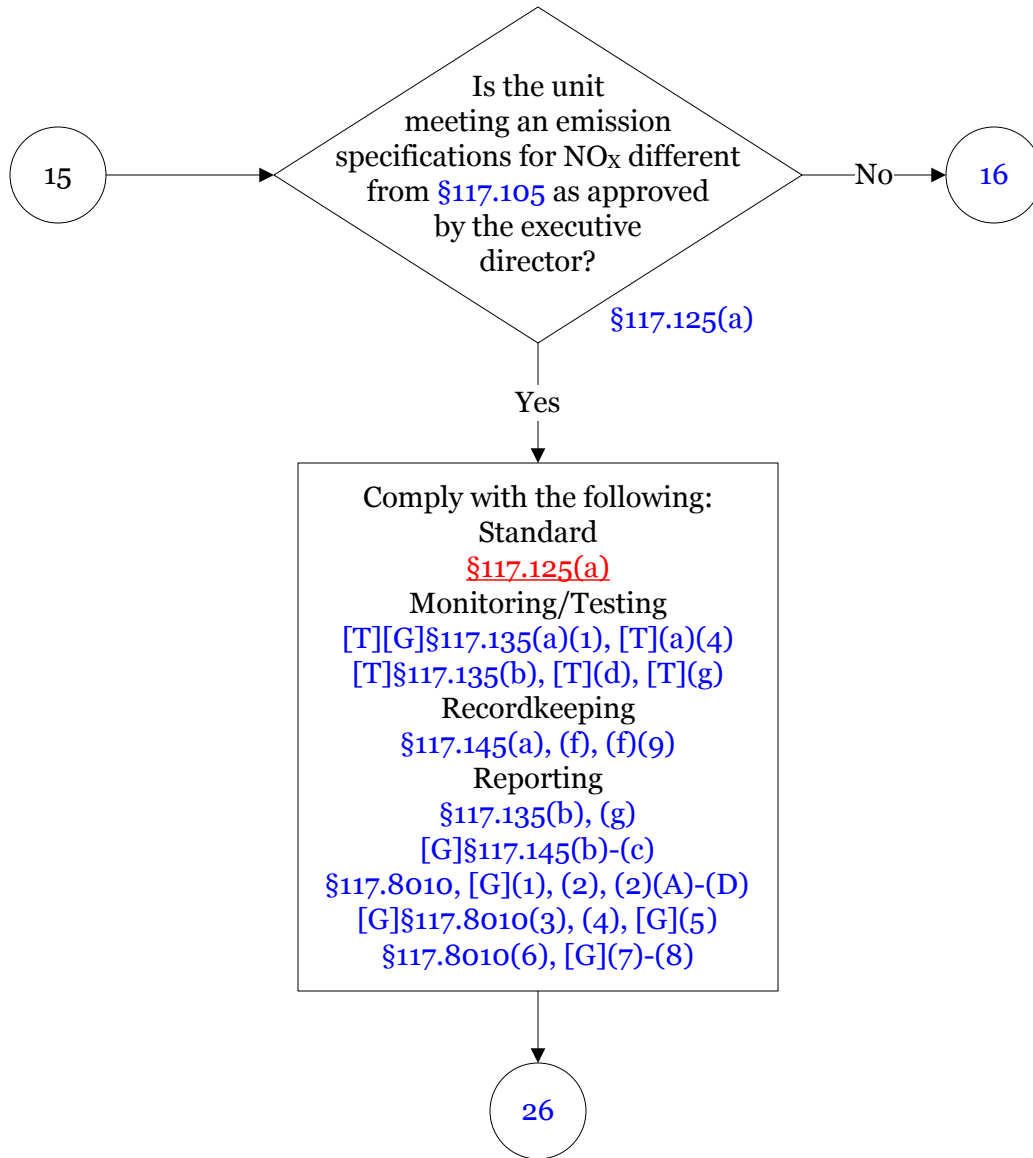 Is the unit
meeting an emission
specifications for NOX different
from §117.105 as approved
by the executive
director?
15
No
16
§117.125(a)
Yes
Comply with the following:
Standard
§117.125(a)
Monitoring/Testing
[T][G]§117.135(a)(1), [T](a)(4)
[T]§117.135(b), [T](d), [T](g)
Recordkeeping
§117.145(a), (f), (f)(9)
Reporting
§117.135(b), (g)
[G]§117.145(b)-(c)
§117.8010, [G](1), (2), (2)(A)-(D)
[G]§117.8010(3), (4), [G](5)
§117.8010(6), [G](7)-(8)
26